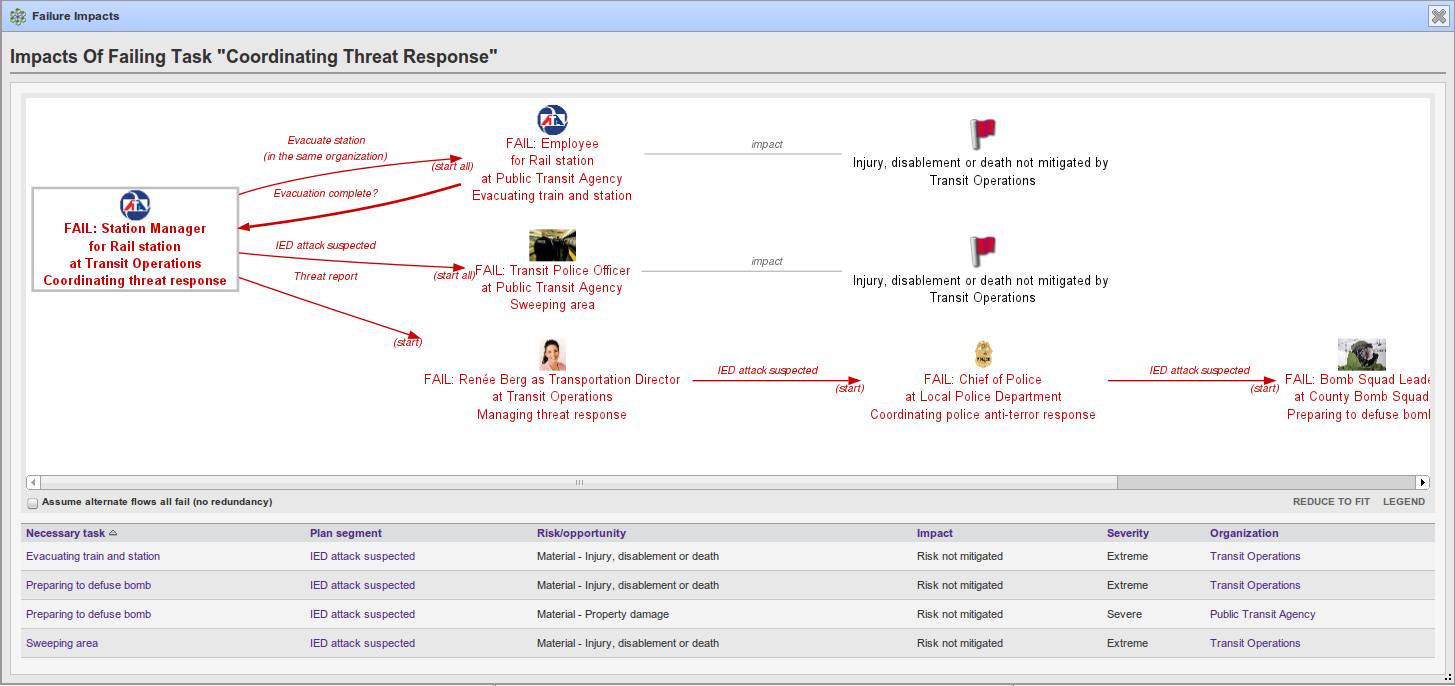 Failure Impacts
Impacts Of Failing Task "Coordinating Threat Response"
Evacuate station
(in the same organization)
(start all)
Evacuation complete?
FAIL: Employee
for Rail station
at Public Transit Agency
Evacuating train and station
impact
Injury, disablement or death not mitigated by
Transit Operations
FAIL: Station Manager
for Rail station
at Transit Operations
Coordinating threat response
IED attack suspected
(start all)
Threat report
(start)
FAIL: Transit Police Officer
at Public Transit Agency
Sweeping area
impact
Injury, disablement or death not mitigated by
Transit Operations
FAIL: Renée Berg as Transportation Director
at Transit Operations
Managing threat response
IED attack suspected
(start)
FAIL: Chief of Police
at Local Police Department
Coordinating police anti-terror response
IED attack suspected
(start)
FAIL: Bomb Squad
at County Bomb Squad
Preparing to defuse
Assume alternate flows all fail (no redundancy)
REDUCE TO FIT LEGEND
Necessary task Plan segment Risk/opportunity Impact Severity Organization
Evacuating train and station IED attack suspected Material - Injury, disablement or death Risk not mitigated Extreme Transit Operations
Preparing to defuse bomb IED attack suspected Material - Injury, disablement or death Risk not mitigated Extreme Transit Operations
Preparing to defuse bomb IED attack suspected Material - Property damage Risk not mitigated Severe Public Transit Agency
Sweeping area IED attack suspected Material - Injury, disablement or death Risk not mitigated Extreme Transit Operations